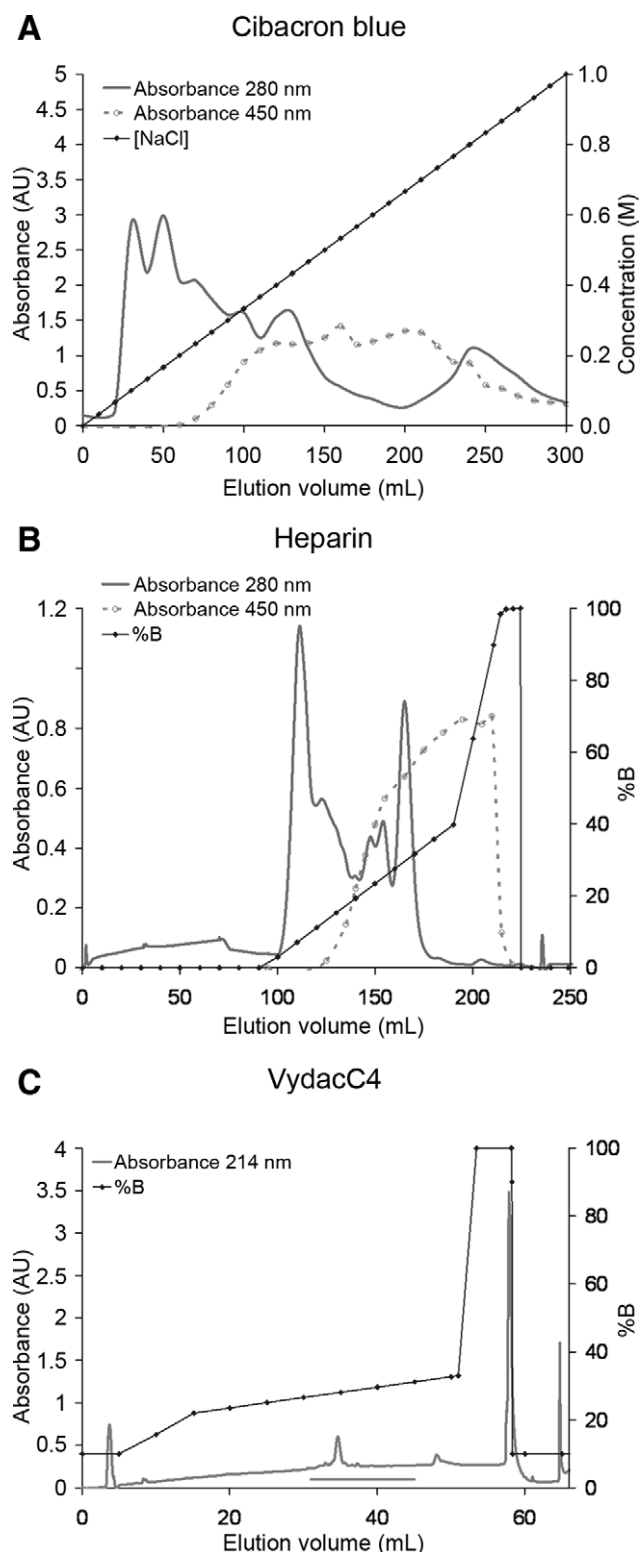 A
Cibacron blue
Absorbance 280 nm
Absorbance 450 nm
[NaCl]
Absorbance (AU)
5
4.5
4
3.5
3
2.5
2
1.5
1
0.5
0
1.0
0.8
0.6
0.4
0.2
0.0
Concentration (M)
0 50 100 150 200 250 300
Elution volume (mL)
B
Heparin
Absorbance 280 nm
Absorbance 450 nm
%B
Absorbance (AU)
1.2
0.8
0.6
0.4
0.2
0
100
80
60
40
20
0
%B
0 50 100 150 200 250
Elution volume (mL)
C
VydacC4
Absorbance 214 nm
%B
Absorbance (AU)
4
3.5
3
2.5
2
1.5
1
0.5
0
100
80
60
40
20
0
%B
0 20 40 60
Elution volume (mL)